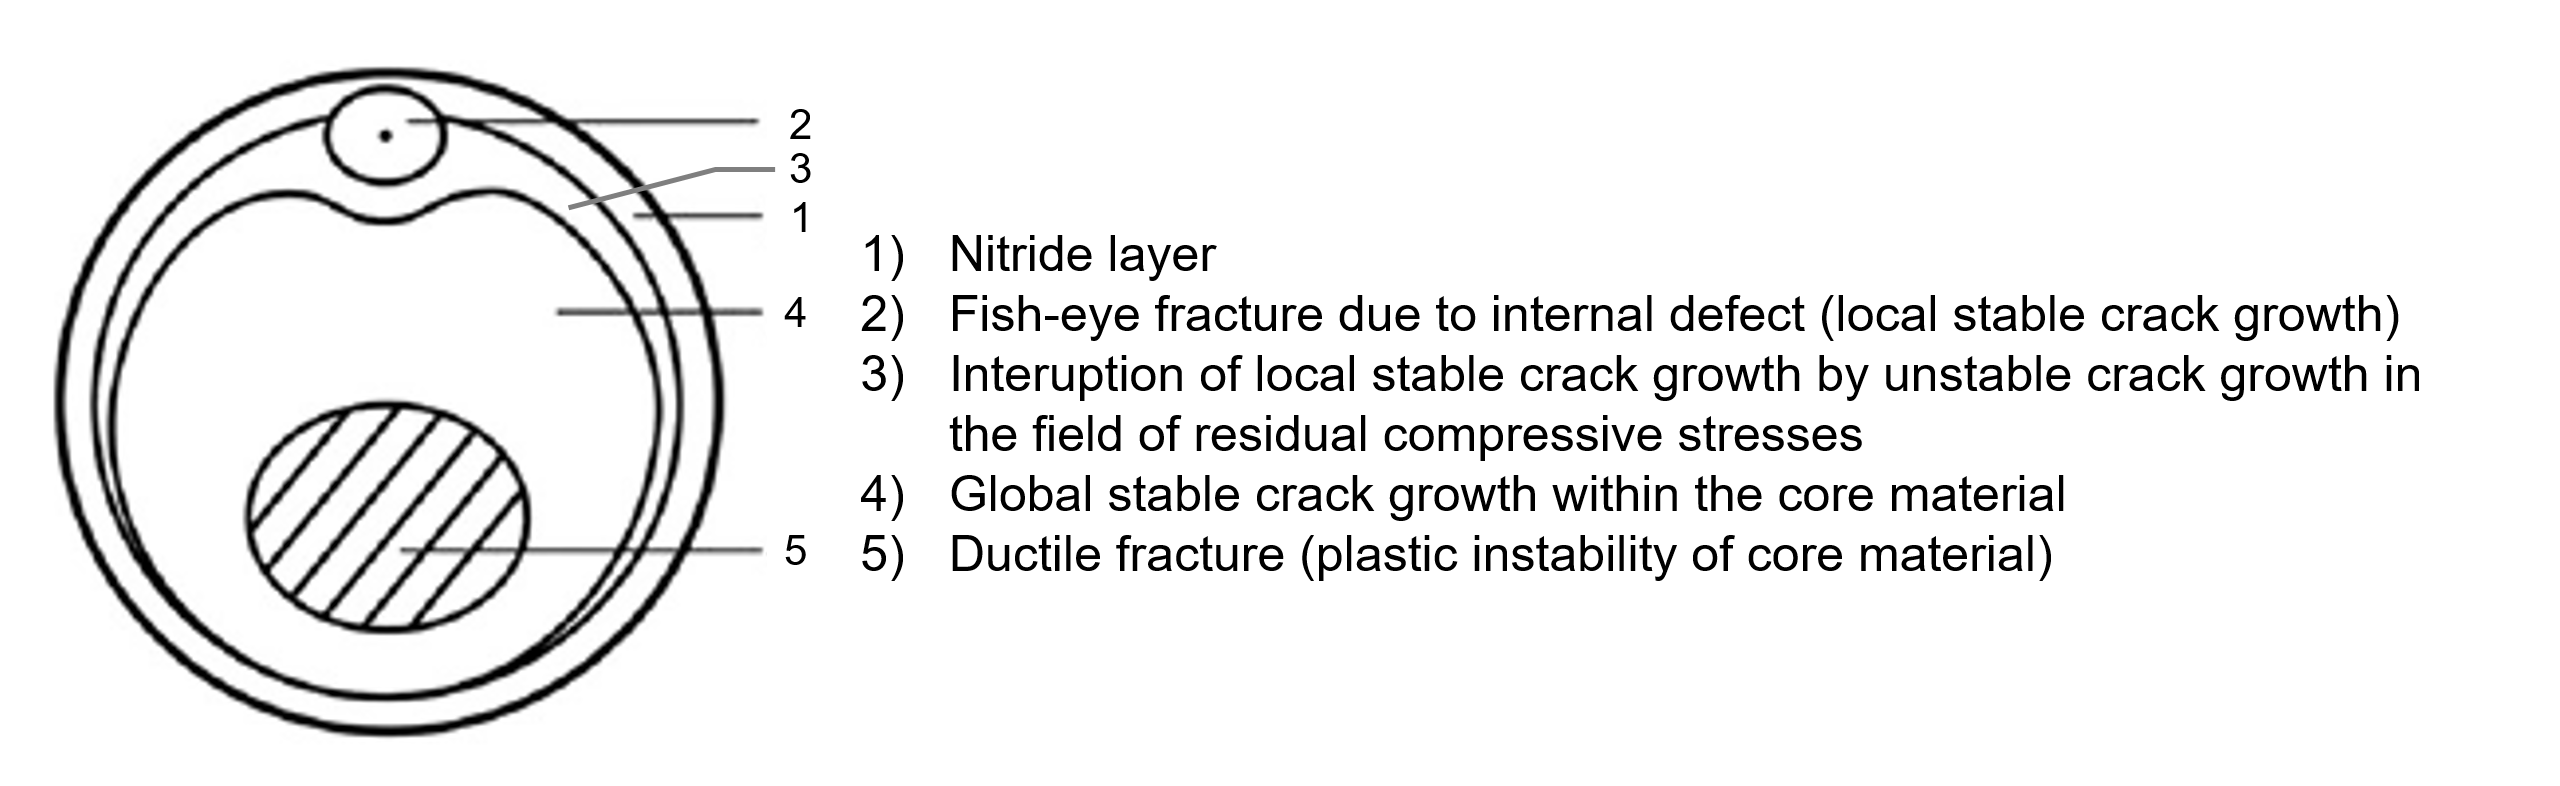 2
3
1
4
5
1) Nitride layer
2) Fish-eye fracture due to internal defect (local stable crack growth)
3) Interuption of local stable crack growth by unstable crack growth in
the field of residual compressive stresses
4) Global stable crack growth within the core material
5) Ductile fracture (plastic instability of core material)